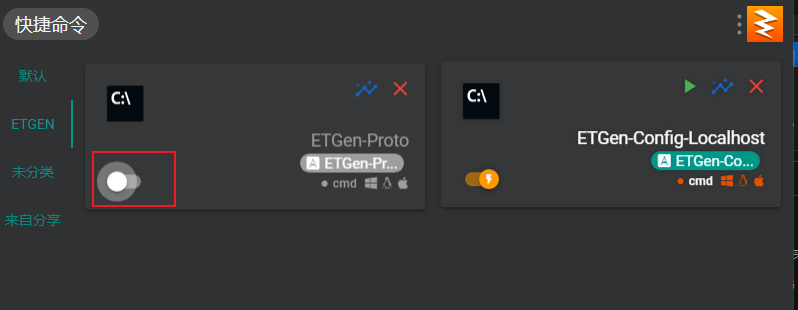 快捷命令
默认
ETGEN
未分类
来自分享
C:\
ETGen-Proto
A ETGen-Pr...
cmd
C:\
ETGen-Config-Localhost
A ETGen-Co...
cmd